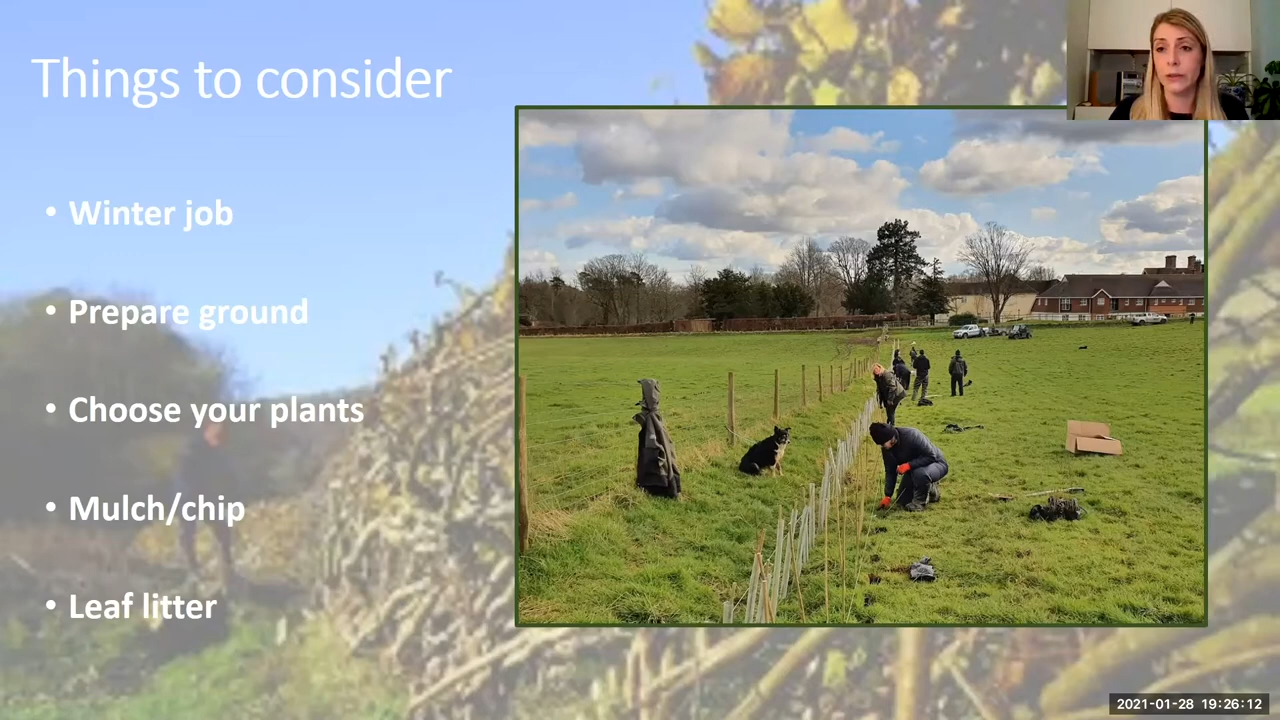 Things to consider
• Winter job
• Prepare ground
• Choose your plants
• Mulch/chip
• Leaf litter
2021-01-28 19:26:12